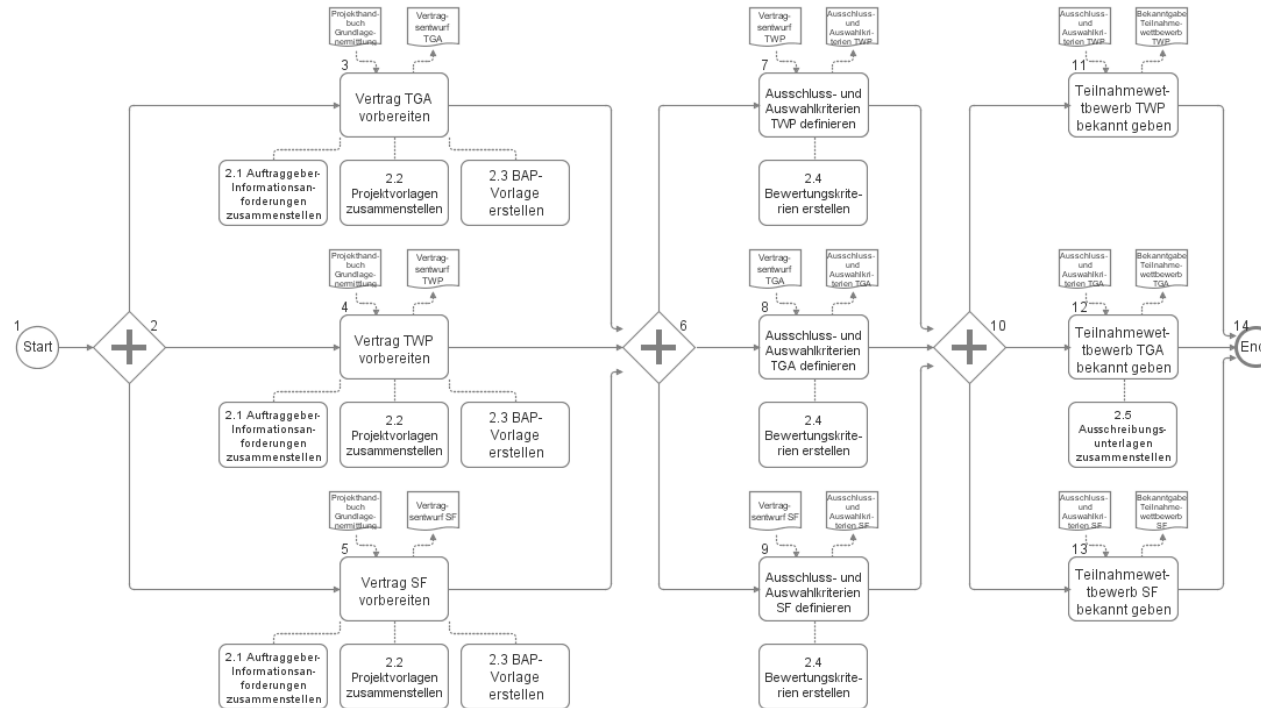 Projekthand-
buch
Grundlage-
nermittlung
Vertrag-
sentwurf
TGA
3
Vertrag TGA
vorbereiten
2.1 Auftraggeber-
Informationsan-
forderungen
zusammenstellen
2.2
Projektvorlagen
zusammenstellen
2.3 BAP-
Vorlage
erstellen
Vertrag-
sentwurf
TWP
Ausschluss-
und
Auswahlkri-
terien TWP
7
Ausschluss- und
Auswahlkriterien
TWP definieren
2.4
Bewertungskrite-
rien erstellen
Ausschluss-
und
Auswahlkri-
terien TWP
Bekanntgabe
Teilnahme-
wettbewerb
TWP
11
Teilnahmewet-
tbewerb TWP
bekannt geben
1
Start
2
Projekthand-
buch
Grundlage-
nermittlung
Vertrag-
sentwurf
TWP
4
Vertrag TWP
vorbereiten
2.1 Auftraggeber-
Informationsan-
forderungen
zusammenstellen
2.2
Projektvorlagen
zusammenstellen
2.3 BAP-
Vorlage
erstellen
6
Vertrag-
sentwurf
TGA
Ausschluss-
und
Auswahlkri-
terien TGA
8
Ausschluss- und
Auswahlkriterien
TGA definieren
2.4
Bewertungskrite-
rien erstellen
10
Ausschluss-
und
Auswahlkri-
terien TGA
Bekanntgabe
Teilnahme-
wettbewerb
TGA
12
Teilnahmewet-
tbewerb TGA
bekannt geben
2.5
Ausschreibungs-
unterlagen
zusammenstellen
14
End
Projekthand-
buch
Grundlage-
nermittlung
Vertrag-
sentwurf SF
5
Vertrag SF
vorbereiten
2.1 Auftraggeber-
Informationsan-
forderungen
zusammenstellen
2.2
Projektvorlagen
zusammenstellen
2.3 BAP-
Vorlage
erstellen
Vertrag-
sentwurf SF
Ausschluss-
und
Auswahlkri-
terien SF
9
Ausschluss- und
Auswahlkriterien
SF definieren
2.4
Bewertungskrite-
rien erstellen
Ausschluss-
und
Auswahlkri-
terien SF
Bekanntgabe
Teilnahme-
wettbewerb
SF
13
Teilnahmewet-
tbewerb SF
bekannt geben